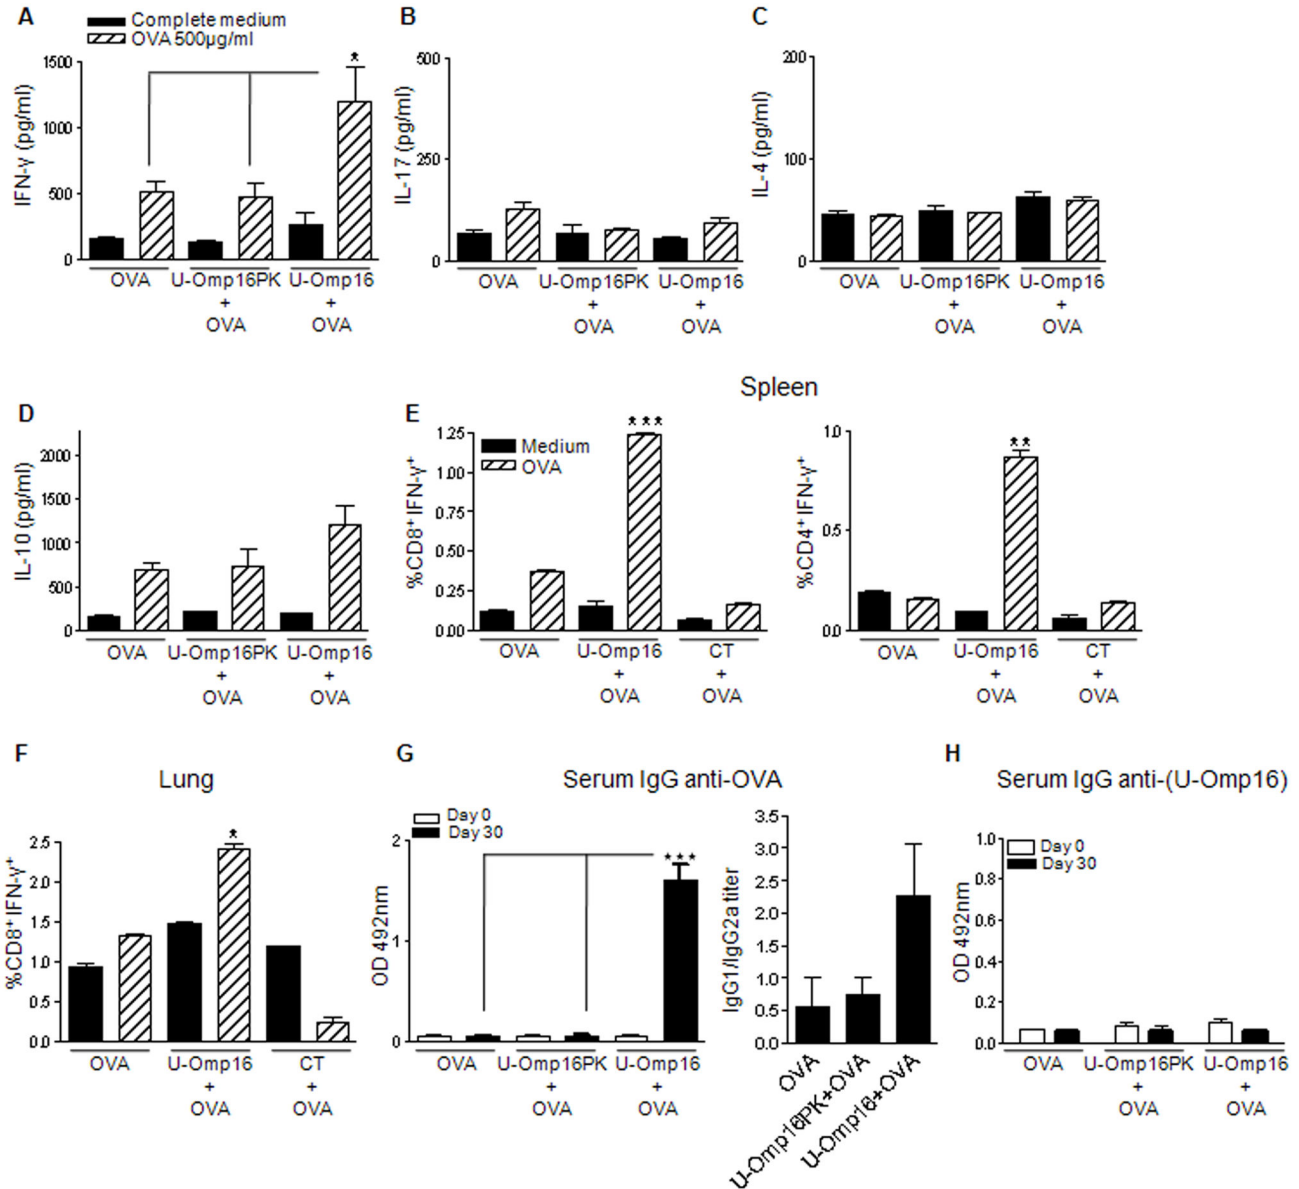 A
Complete medium
OVA 500µg/ml
*
1500
1000
500
0
IFN-γ (pg/ml)
OVA U-Omp16PK U-Omp16
+ +
OVA OVA
B
500
250
0
IL-17 (pg/ml)
OVA U-Omp16PK U-Omp16
+ +
OVA OVA
C
200
100
0
IL-4 (pg/ml)
OVA U-Omp16PK U-Omp16
+ +
OVA OVA
D
2000
1500
1000
500
0
IL-10 (pg/ml)
OVA U-Omp16PK U-Omp16
+ +
OVA OVA
Spleen
E
Medium
OVA
***
1.25
1.00
0.75
0.50
0.25
0.00
%CD8+ IFN-γ+
OVA U-Omp16 CT
+ +
OVA OVA
**
1.0
0.5
0.0
%CD4+ IFN-γ+
OVA U-Omp16 CT
+ +
OVA OVA
F
Lung
*
2.5
2.0
1.5
1.0
0.5
0.0
%CD8+ IFN-γ+
OVA U-Omp16 CT
+ +
OVA OVA
G
Serum IgG anti-OVA
Day 0
Day 30
***
2
1
0
OD 492nm
OVA U-Omp16PK U-Omp16
+ +
OVA OVA
3.5
3.0
2.5
2.0
1.5
1.0
0.5
0.0
IgG1/IgG2a titer
OVA
U-Omp16PK+OVA
U-Omp16+OVA
H
Serum IgG anti-(U-Omp16)
Day 0
Day 30
1.0
0.8
0.6
0.4
0.2
0.0
OD 492nm
OVA U-Omp16PK U-Omp16
+ +
OVA OVA